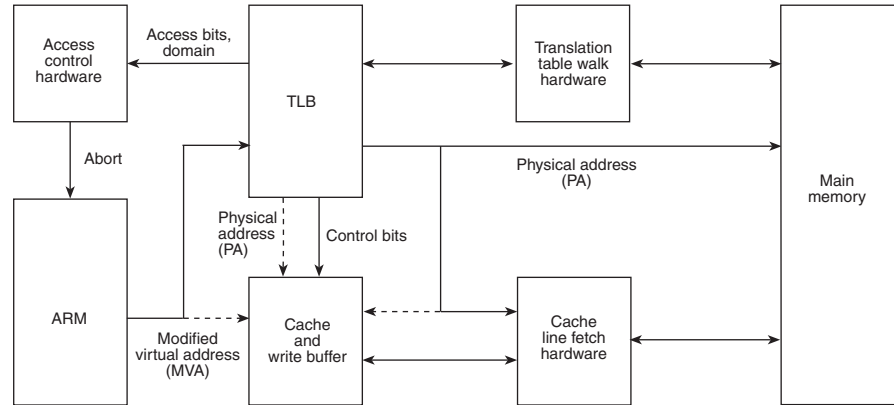 Access
control
hardware
Access bits,
domain
TLB
Translation
table walk
hardware
Main
memory
Abort
Physical address
(PA)
Physical
address
(PA)
Control bits
ARM
Modified
virtual address
(MVA)
Cache
and
write buffer
Cache
line fetch
hardware